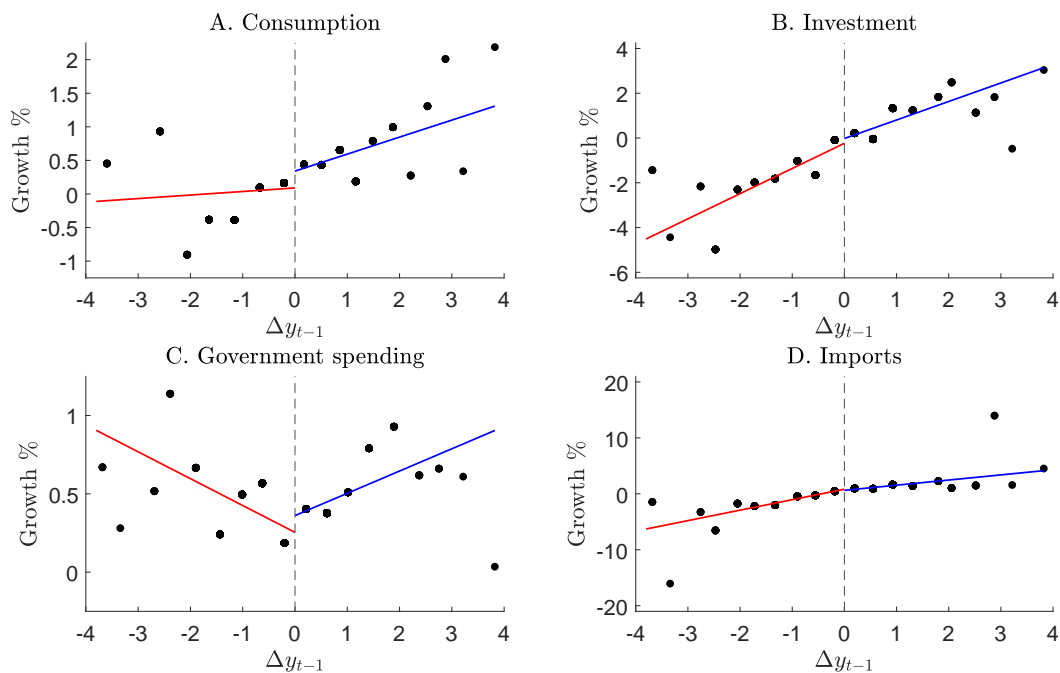 A. Consumption
Growth %
2
1.5
1
0.5
0
-0.5
-1
-4 -3 -2 -1 0 1 2 3 4
Δy_{t−1}
B. Investment
Growth %
4
2
0
-2
-4
-6
-4 -3 -2 -1 0 1 2 3 4
Δy_{t−1}
C. Government spending
Growth %
1
0.5
0
-4 -3 -2 -1 0 1 2 3 4
Δy_{t−1}
D. Imports
Growth %
20
10
0
-10
-20
-4 -3 -2 -1 0 1 2 3 4
Δy_{t−1}